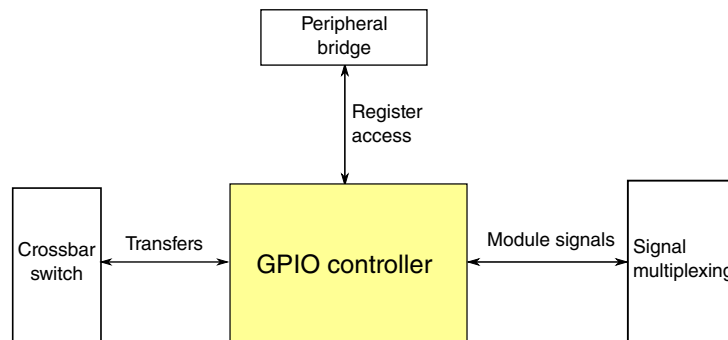 Peripheral
bridge
Register
access
Crossbar
switch
Transfers
GPIO controller
Module signals
Signal
multiplexing